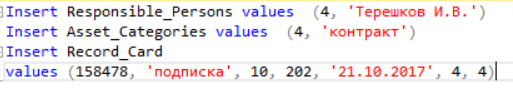 Insert Responsible_Persons values (4, 'Терешков И.В.')
Insert Asset_Categories values (4, 'контракт')
Insert Record_Card
values (158478, 'подписка', 10, 202, '21.10.2017', 4, 4)